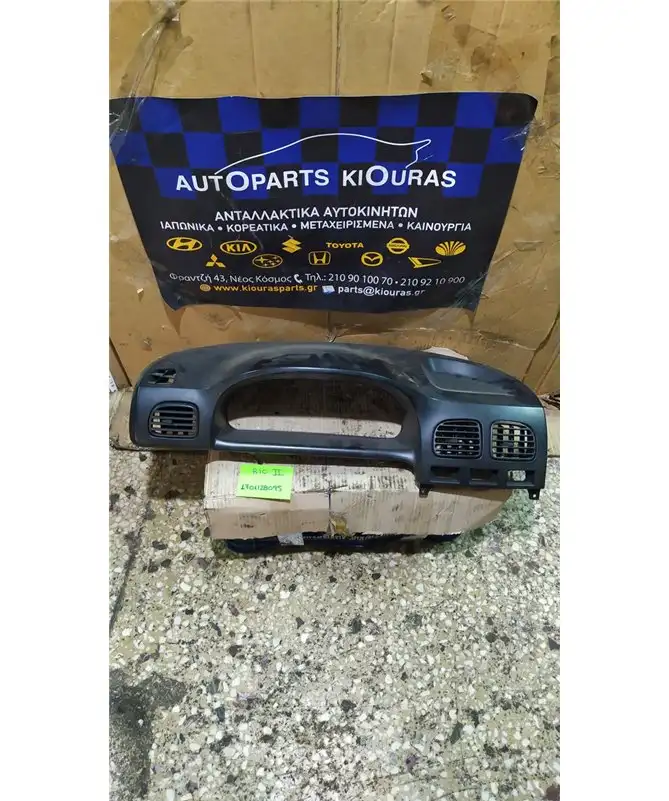 AUTOPARTS KIOURAS
ΑΝΤΑΛΛΑΚΤΙΚΑ ΑΥΤΟΚΙΝΗΤΩΝ
ΙΑΠΩΝΙΚΑ • ΚΟΡΕΑΤΙΚΑ • ΜΕΤΑΧΕΙΡΙΣΜΕΝΑ • ΚΑΙΝΟΥΡΓΙΑ
KIA TOYOTA
Φραντζή 43, Νέος Κόσμος Τηλ.: 210 90 100 70 • 210 92 10 900
www.kiourasparts.gr parts@kiouras.gr
RIO II